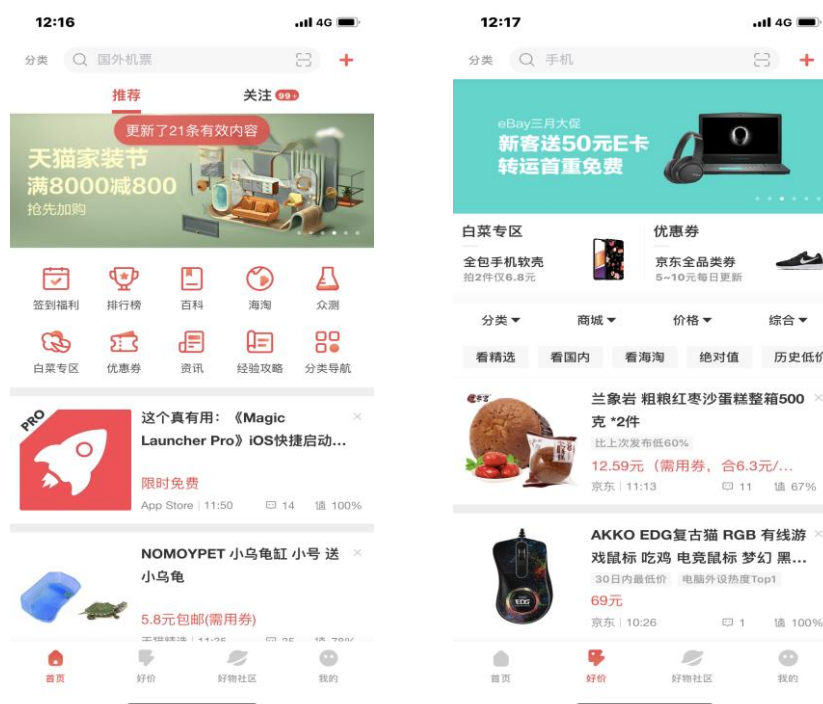 12:16
4G
分类
国外机票
推荐
关注 99+
更新了21条有效内容
天猫家装节
满8000减800
抢先加购
签到福利
排行榜
百科
海淘
众测
白菜专区
优惠券
资讯
经验攻略
分类导航
PRO
这个真有用：《Magic
Launcher Pro》iOS快捷启动...
限时免费
App Store | 11:50
14
值 100%
NOMOYPET 小乌龟缸 小号 送
小乌龟
5.8元包邮(需用券)
天猫精选 | 11:35
25
值 78%
首页
好价
好物社区
我的
12:17
4G
分类
手机
eBay三月大促
新客送50元E卡
转运首重免费
白菜专区
全包手机软壳
拍2件仅6.8元
优惠券
京东全品类券
5~10元每日更新
分类
商城
价格
综合
看精选
看国内
看海淘
绝对值
历史低价
兰象岩 粗粮红枣沙蛋糕整箱500
克 *2件
比上次发布低60%
12.59元（需用券，合6.3元/...
京东 | 11:13
11
值 67%
AKKO EDG复古猫 RGB 有线游
戏鼠标 吃鸡 电竞鼠标 梦幻 黑...
30日内最低价
电脑外设热度Top1
69元
京东 | 10:26
1
值 100%
EDG
首页
好价
好物社区
我的